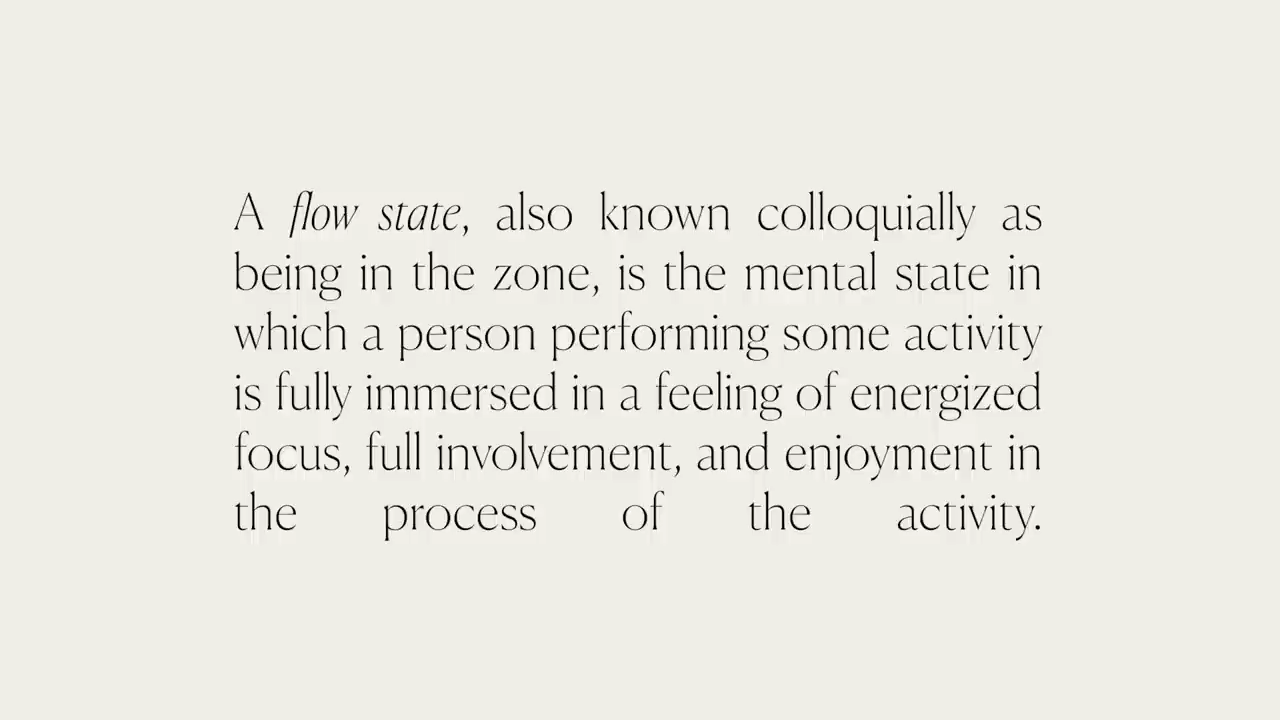 A flow state, also known colloquially as
being in the zone, is the mental state in
which a person performing some activity
is fully immersed in a feeling of energized
focus, full involvement, and enjoyment in
the process of the activity.